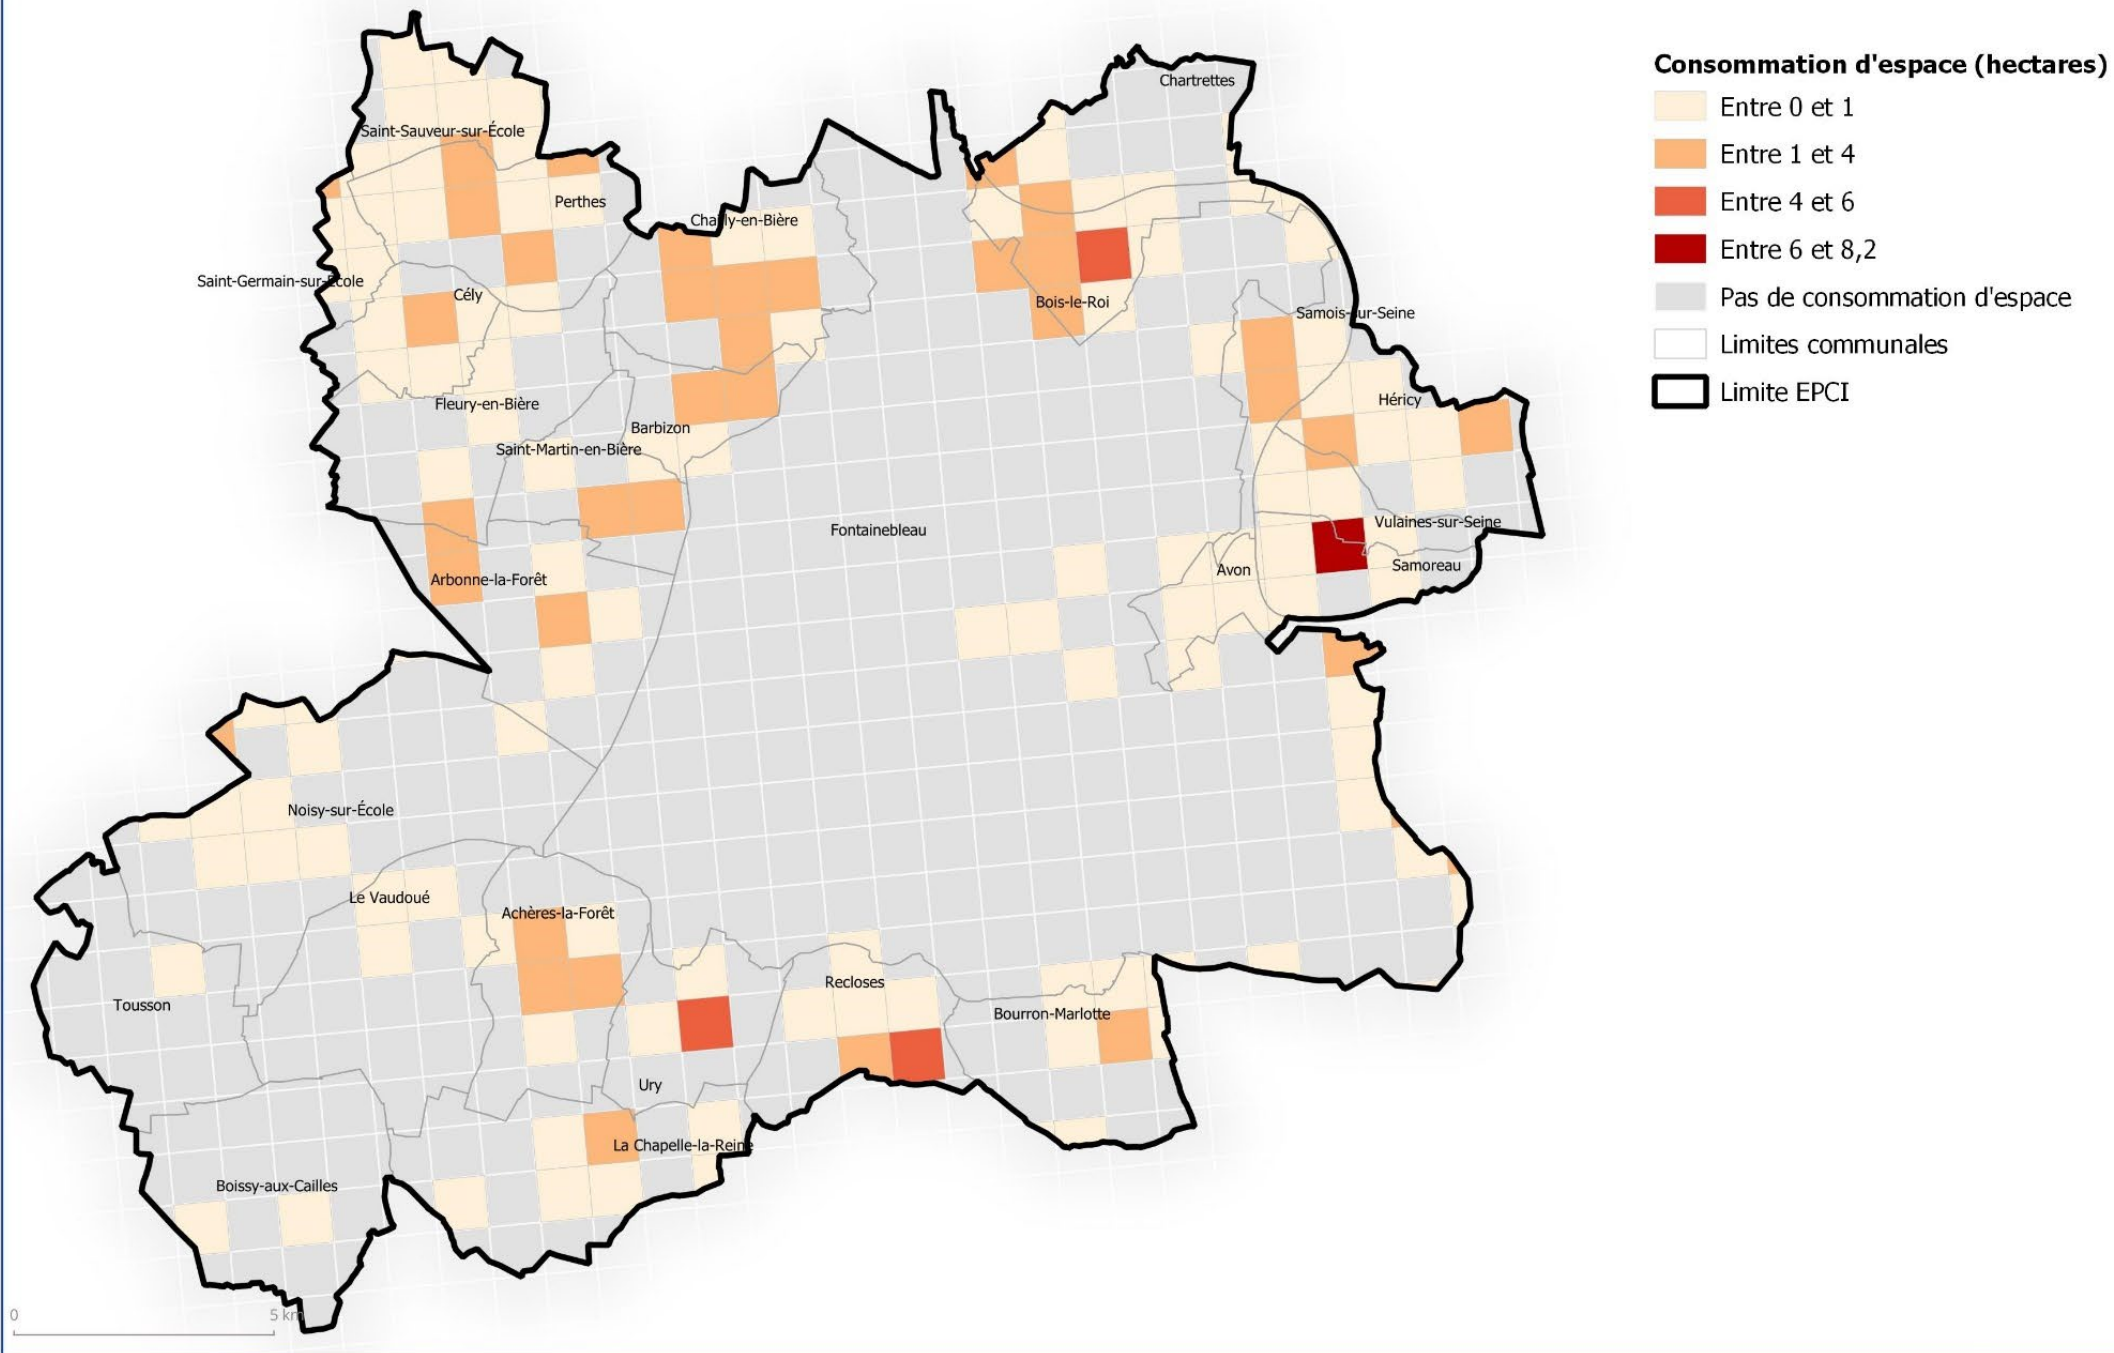 Consommation d'espace (hectares)
Entre 0 et 1
Entre 1 et 4
Entre 4 et 6
Entre 6 et 8,2
Pas de consommation d'espace
Limites communales
Limite EPCI
Chartrettes
Saint-Sauveur-sur-École
Perthes
Chailly-en-Bière
Saint-Germain-sur-École
Cély
Bois-le-Roi
Samois-sur-Seine
Fleury-en-Bière
Héricy
Barbizon
Saint-Martin-en-Bière
Vulaines-sur-Seine
Fontainebleau
Avon
Samoreau
Arbonne-la-Forêt
Noisy-sur-École
Le Vaudoué
Achères-la-Forêt
Recloses
Tousson
Bourron-Marlotte
Ury
La Chapelle-la-Reine
Boissy-aux-Cailles
0 5 km